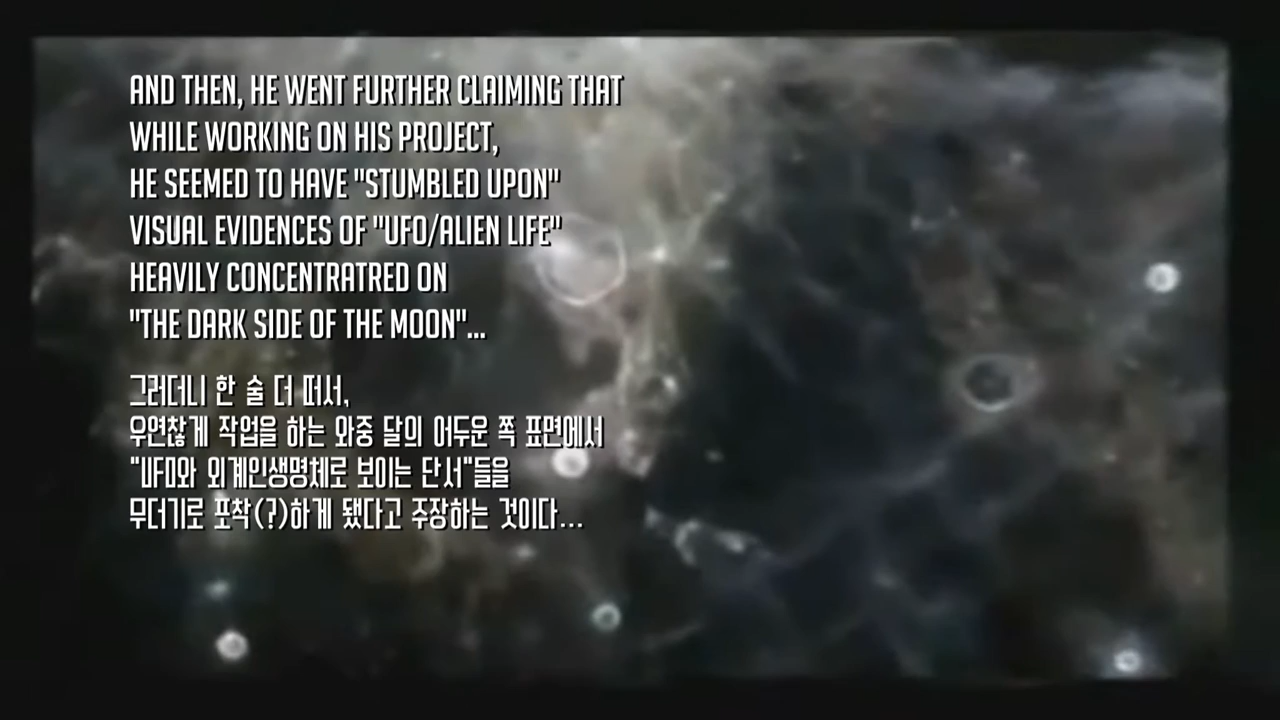 AND THEN, HE WENT FURTHER CLAIMING THAT
WHILE WORKING ON HIS PROJECT,
HE SEEMED TO HAVE "STUMBLED UPON"
VISUAL EVIDENCES OF "UFO/ALIEN LIFE"
HEAVILY CONCENTRATRED ON
"THE DARK SIDE OF THE MOON"...
그러더니 한 술 더 떠서,
우연찮게 작업을 하는 와중 달의 어두운 쪽 표면에서
"UFO와 외계인생명체로 보이는 단서"들을
무더기로 포착(?)하게 됐다고 주장하는 것이다...